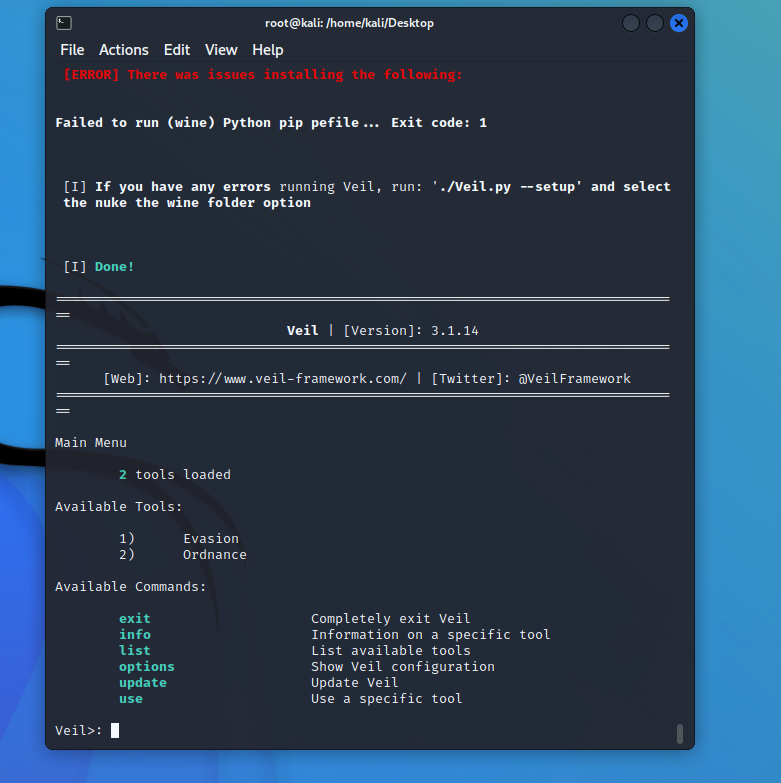 root@kali: /home/kali/Desktop
File Actions Edit View Help
[ERROR] There was issues installing the following:
Failed to run (wine) Python pip pefile... Exit code: 1
[I] If you have any errors running Veil, run: './Veil.py --setup' and select
the nuke the wine folder option
[I] Done!
===========================================================================
==
Veil | [Version]: 3.1.14
===========================================================================
==
[Web]: https://www.veil-framework.com/ | [Twitter]: @VeilFramework
===========================================================================
==
Main Menu
2 tools loaded
Available Tools:
1) Evasion
2) Ordnance
Available Commands:
exit Completely exit Veil
info Information on a specific tool
list List available tools
options Show Veil configuration
update Update Veil
use Use a specific tool
Veil>: